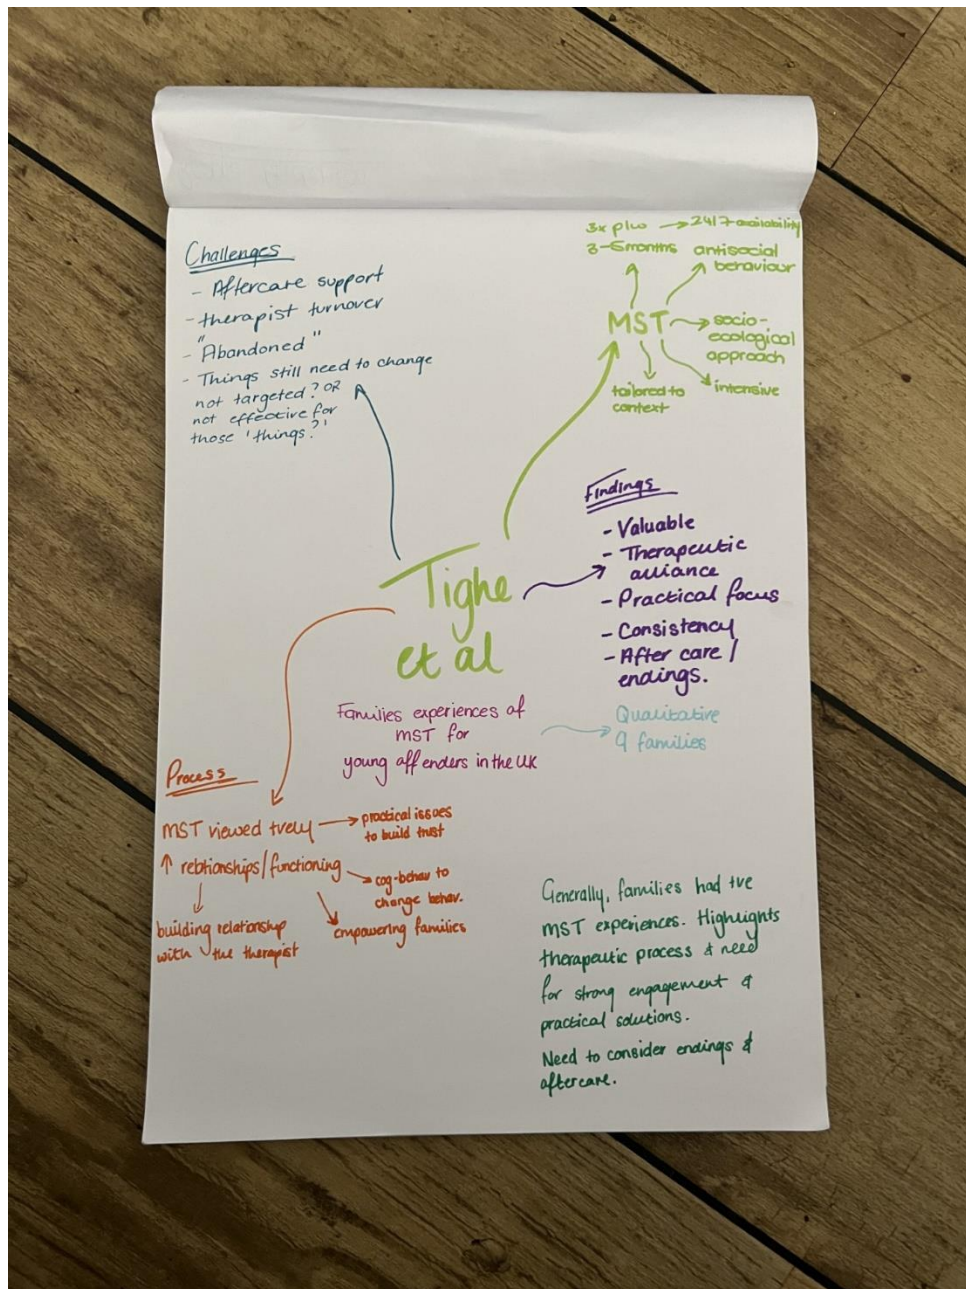 Challenges
- Aftercare support
- therapist turnover
- "Abandoned"
- Things still need to change
not targeted? OR
not effective for
those 'things?'
3x plw → 24/7 availability
3-5months
antisocial
behaviour
MST
socio-
ecological
approach
tailored to
context
intensive
Findings
- Valuable
- Therapeutic
alliance
- Practical focus
- Consistency
- After care /
endings.
Tighe
et al
Families experiences of
MST for
young offenders in the UK
Qualitative
9 families
Process
MST viewed +vely
practical issues
to build trust
↑ relationships/functioning
cog-behav to
change behav.
building relationship
with the therapist
empowering families
Generally, families had +ve
MST experiences. Highlights
therapeutic process & need
for strong engagement &
practical solutions.
Need to consider endings &
aftercare.